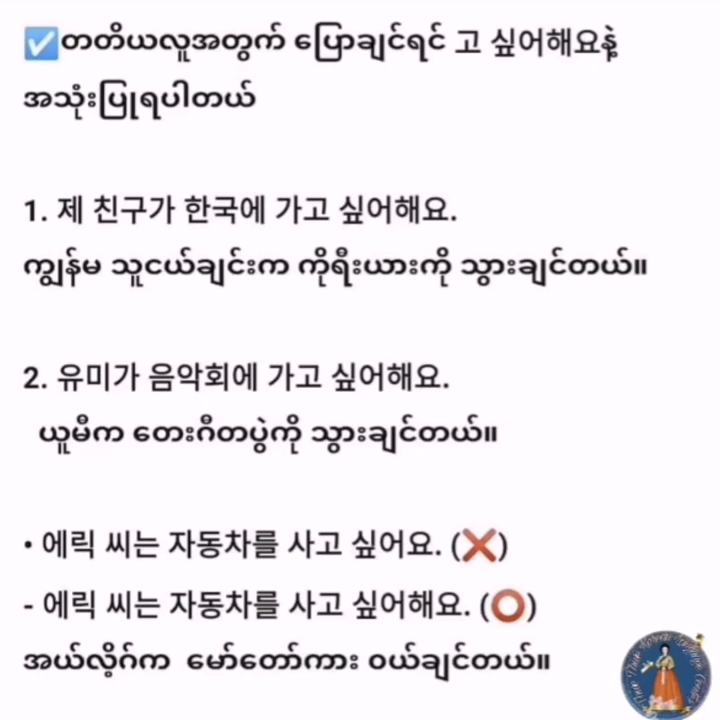 ✅တတိယလူအတွက် ပြောချင်ရင် 고 싶어해요နဲ့
အသုံးပြုရပါတယ်
1. 제 친구가 한국에 가고 싶어해요.
ကျွန်မ သူငယ်ချင်းက ကိုရီးယားကို သွားချင်တယ်။
2. 유미가 음악회에 가고 싶어해요.
ယူမီက တေးဂီတပွဲကို သွားချင်တယ်။
• 에릭 씨는 자동차를 사고 싶어요. (❌)
- 에릭 씨는 자동차를 사고 싶어해요. (⭕)
အယ်လ့ိဂ်က မော်တော်ကား ဝယ်ချင်တယ်။